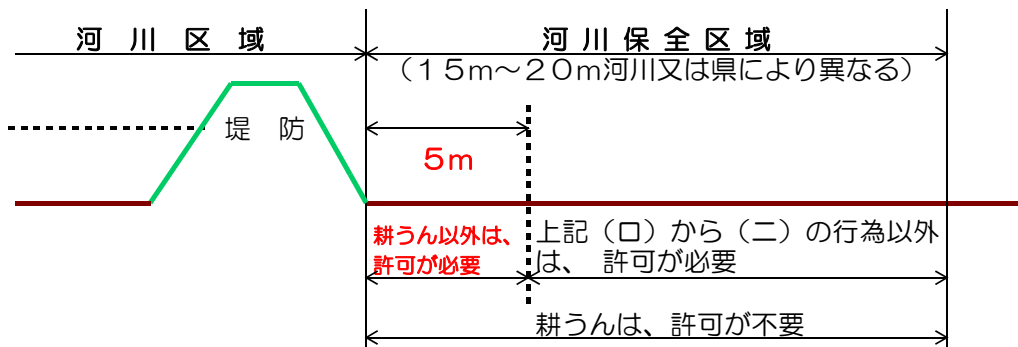 河川区域
河川保全区域
（１５ｍ～２０ｍ河川又は県により異なる）
堤　防
５ｍ
耕うん以外は、
許可が必要
上記（ロ）から（ニ）の行為以外
は、 許可が必要
耕うんは、許可が不要